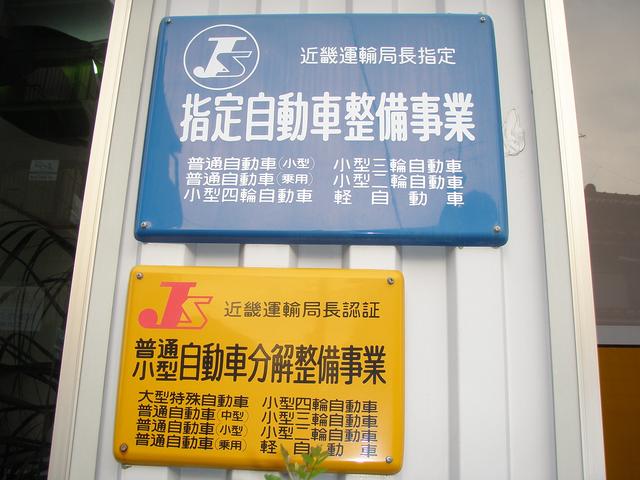 JS
近畿運輸局長指定
指定自動車整備事業
普通自動車(小型) 小型三輪自動車
普通自動車(乗用) 小型二輪自動車
小型四輪自動車 軽自動車
JS
近畿運輸局長認証
普通
小型 自動車分解整備事業
大型特殊自動車 小型四輪自動車
普通自動車(中型) 小型三輪自動車
普通自動車(小型) 小型二輪自動車
普通自動車(乗用) 軽自動車